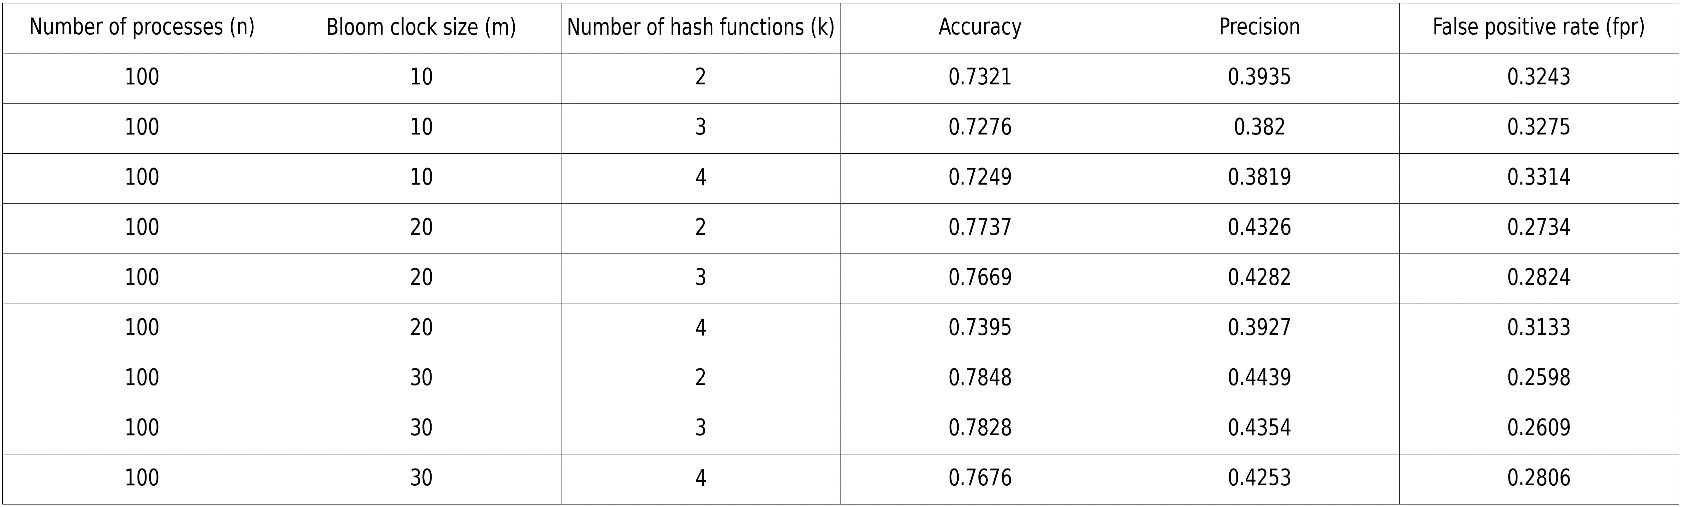 Number of processes (n) Bloom clock size (m) Number of hash functions (k) Accuracy Precision False positive rate (fpr)
100 10 2 0.7321 0.3935 0.3243
100 10 3 0.7276 0.382 0.3275
100 10 4 0.7249 0.3819 0.3314
100 20 2 0.7737 0.4326 0.2734
100 20 3 0.7669 0.4282 0.2824
100 20 4 0.7395 0.3927 0.3133
100 30 2 0.7848 0.4439 0.2598
100 30 3 0.7828 0.4354 0.2609
100 30 4 0.7676 0.4253 0.2806